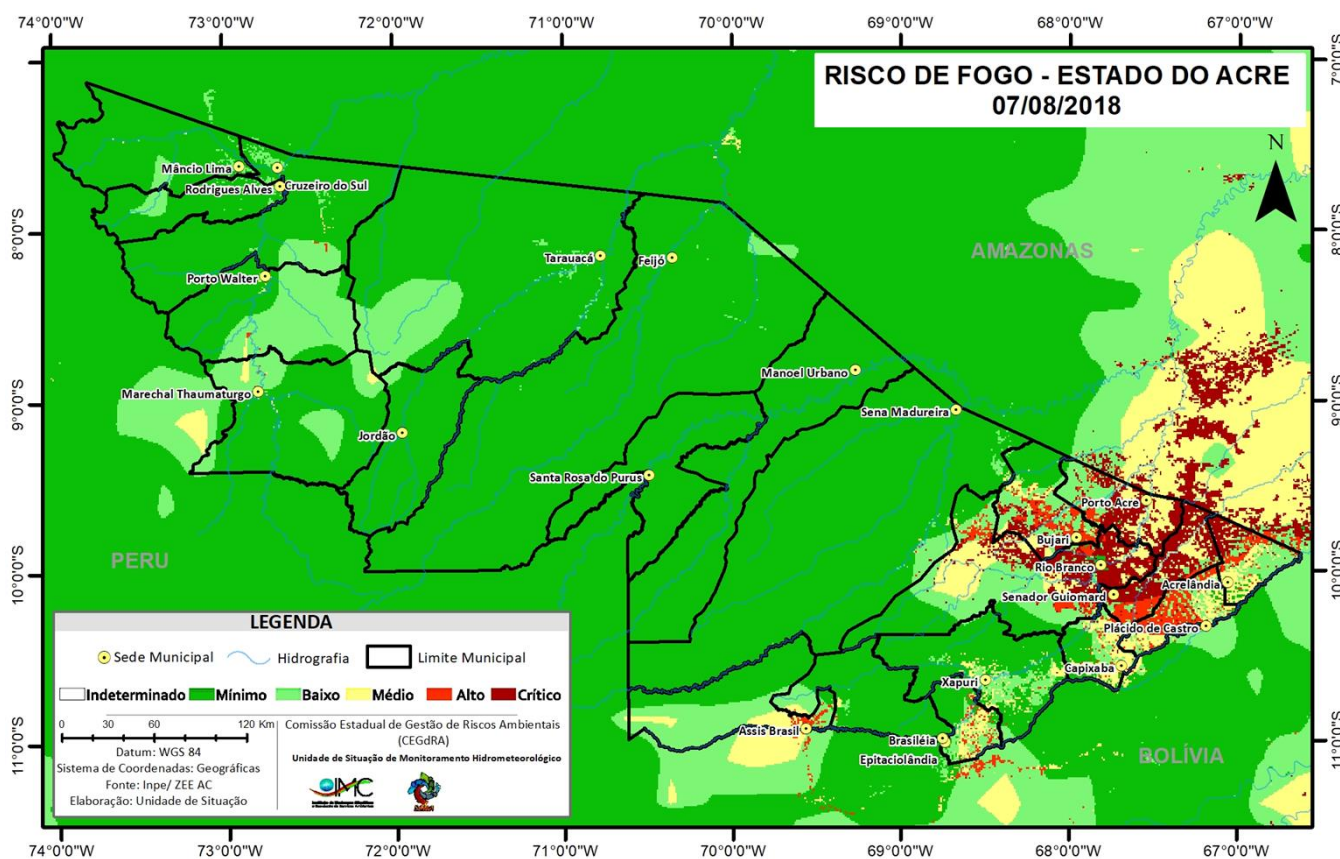 74°0'0"W 73°0'0"W 72°0'0"W 71°0'0"W 70°0'0"W 69°0'0"W 68°0'0"W 67°0'0"W
RISCO DE FOGO - ESTADO DO ACRE
07/08/2018
N
7°0'0"S
8°0'0"S
9°0'0"S
10°0'0"S
11°0'0"S
8°0'0"S
9°0'0"S
10°0'0"S
11°0'0"S
AMAZONAS
PERU
BOLÍVIA
Mâncio Lima
Rodrigues Alves
Cruzeiro do Sul
Porto Walter
Tarauacá
Feijó
Marechal Thaumaturgo
Jordão
Manoel Urbano
Sena Madureira
Santa Rosa do Purus
Porto Acre
Bujari
Rio Branco
Acrelândia
Senador Guiomard
Plácido de Castro
Capixaba
Xapuri
Assis Brasil
Brasiléia
Epitaciolândia
LEGENDA
Sede Municipal Hidrografia Limite Municipal
Indeterminado Mínimo Baixo Médio Alto Crítico
0 30 60 120 Km
Datum: WGS 84
Sistema de Coordenadas: Geográficas
Fonte: Inpe/ ZEE AC
Elaboração: Unidade de Situação
Comissão Estadual de Gestão de Riscos Ambientais
(CEGdRA)
Unidade de Situação de Monitoramento Hidrometeorológico
IMC
74°0'0"W 73°0'0"W 72°0'0"W 71°0'0"W 70°0'0"W 69°0'0"W 68°0'0"W 67°0'0"W